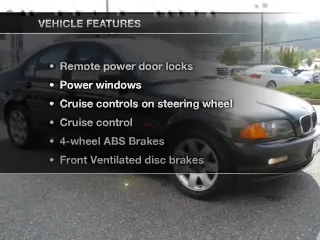 VEHICLE FEATURES
• Remote power door locks
• Power windows
• Cruise controls on steering wheel
• Cruise control
• 4-wheel ABS Brakes
• Front Ventilated disc brakes